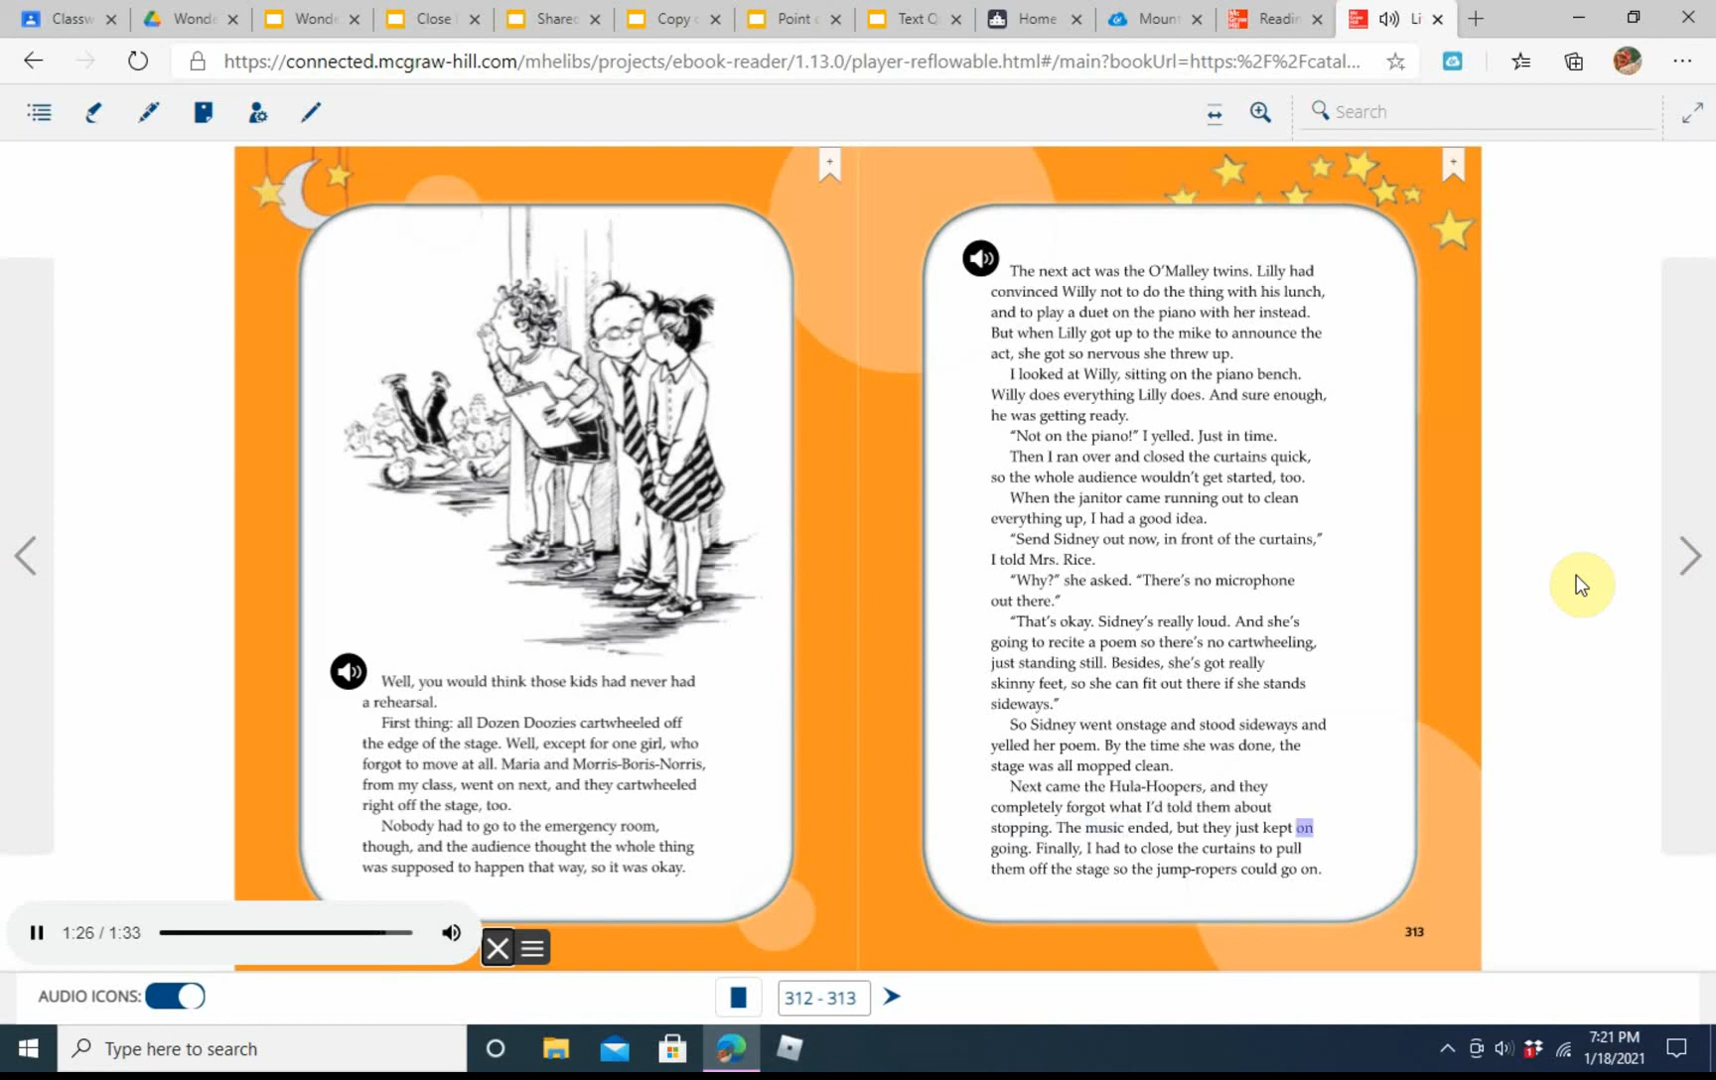 Classw
Wonde
Wonde
Close
Shared
Copy
Point
Text Q
Home
Mount
Readin
Li
https://connected.mcgraw-hill.com/mhelibs/projects/ebook-reader/1.13.0/player-reflowable.html#/main?bookUrl=https:%2F%2Fcatal...
Search
Well, you would think those kids had never had
a rehearsal.
First thing: all Dozen Doozies cartwheeled off
the edge of the stage. Well, except for one girl, who
forgot to move at all. Maria and Morris-Boris-Norris,
from my class, went on next, and they cartwheeled
right off the stage, too.
Nobody had to go to the emergency room,
though, and the audience thought the whole thing
was supposed to happen that way, so it was okay.
The next act was the O'Malley twins. Lilly had
convinced Willy not to do the thing with his lunch,
and to play a duet on the piano with her instead.
But when Lilly got up to the mike to announce the
act, she got so nervous she threw up.
I looked at Willy, sitting on the piano bench.
Willy does everything Lilly does. And sure enough,
he was getting ready.
"Not on the piano!" I yelled. Just in time.
Then I ran over and closed the curtains quick,
so the whole audience wouldn't get started, too.
When the janitor came running out to clean
everything up, I had a good idea.
"Send Sidney out now, in front of the curtains,"
I told Mrs. Rice.
"Why?" she asked. "There's no microphone
out there."
"That's okay. Sidney's really loud. And she's
going to recite a poem so there's no cartwheeling,
just standing still. Besides, she's got really
skinny feet, so she can fit out there if she stands
sideways."
So Sidney went onstage and stood sideways and
yelled her poem. By the time she was done, the
stage was all mopped clean.
Next came the Hula-Hoopers, and they
completely forgot what I'd told them about
stopping. The music ended, but they just kept on
going. Finally, I had to close the curtains to pull
them off the stage so the jump-ropers could go on.
313
1:26 / 1:33
AUDIO ICONS:
312 - 313
Type here to search
7:21 PM
1/18/2021